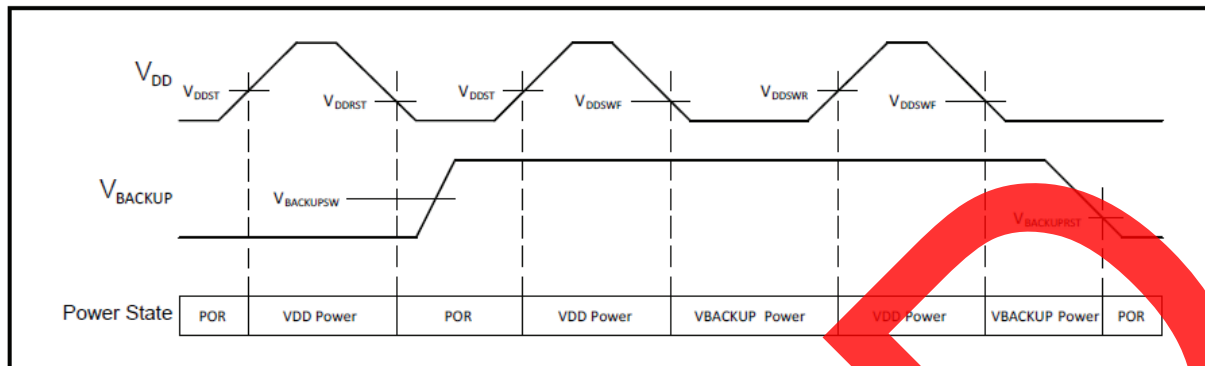 VDD
VDDST
VDDRST
VDDST
VDDSWF
VDDSWR
VDDSWF
VBACKUP
VBACKUPSW
VBACKUPRST
Power State
POR
VDD Power
POR
VDD Power
VBACKUP Power
VDD Power
VBACKUP Power
POR